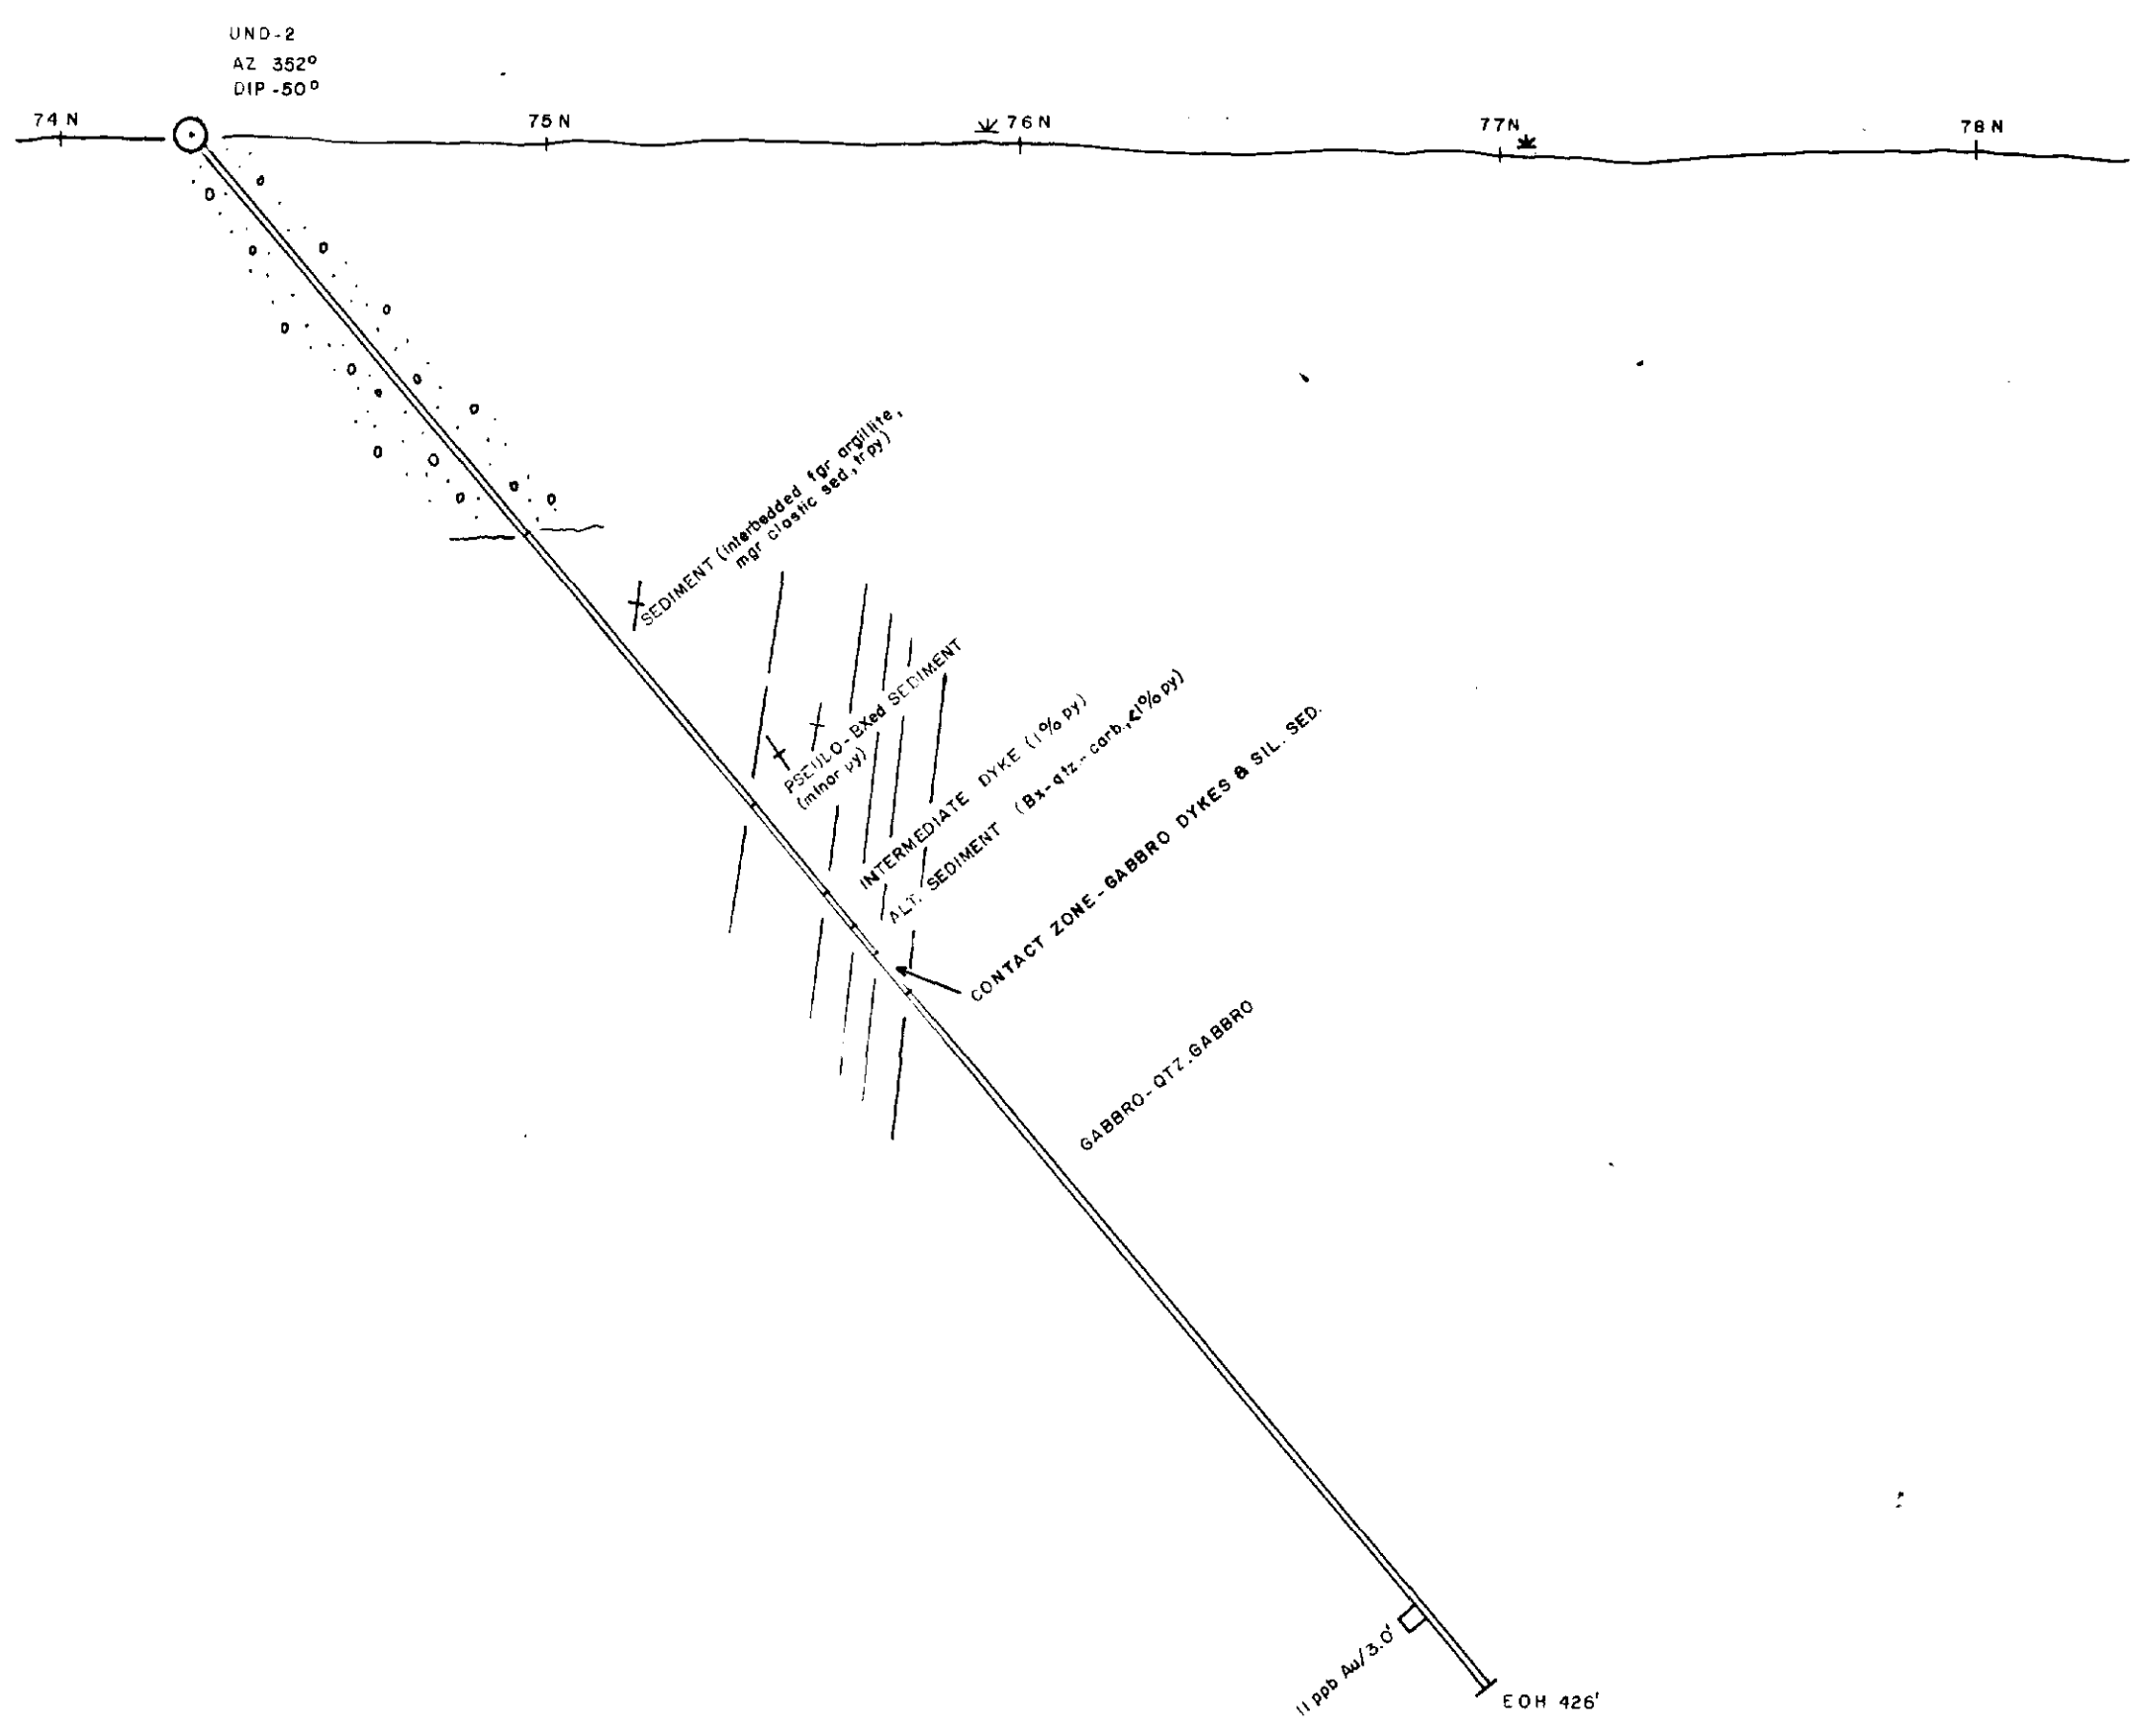 UND-2
AZ 352°
DIP -50°
74 N
75 N
76 N
77N
78 N
SEDIMENT (interbedded fgr argillite,
mgr clastic sed., tr py)
PSEUDO-BXed SEDIMENT
(minor py)
INTERMEDIATE DYKE (1% py)
ALT. SEDIMENT (Bx-qtz-carb., <1% py)
CONTACT ZONE-GABBRO DYKES & SIL. SED.
GABBRO-QTZ.GABBRO
11 ppb Au/3.0'
EOH 426'